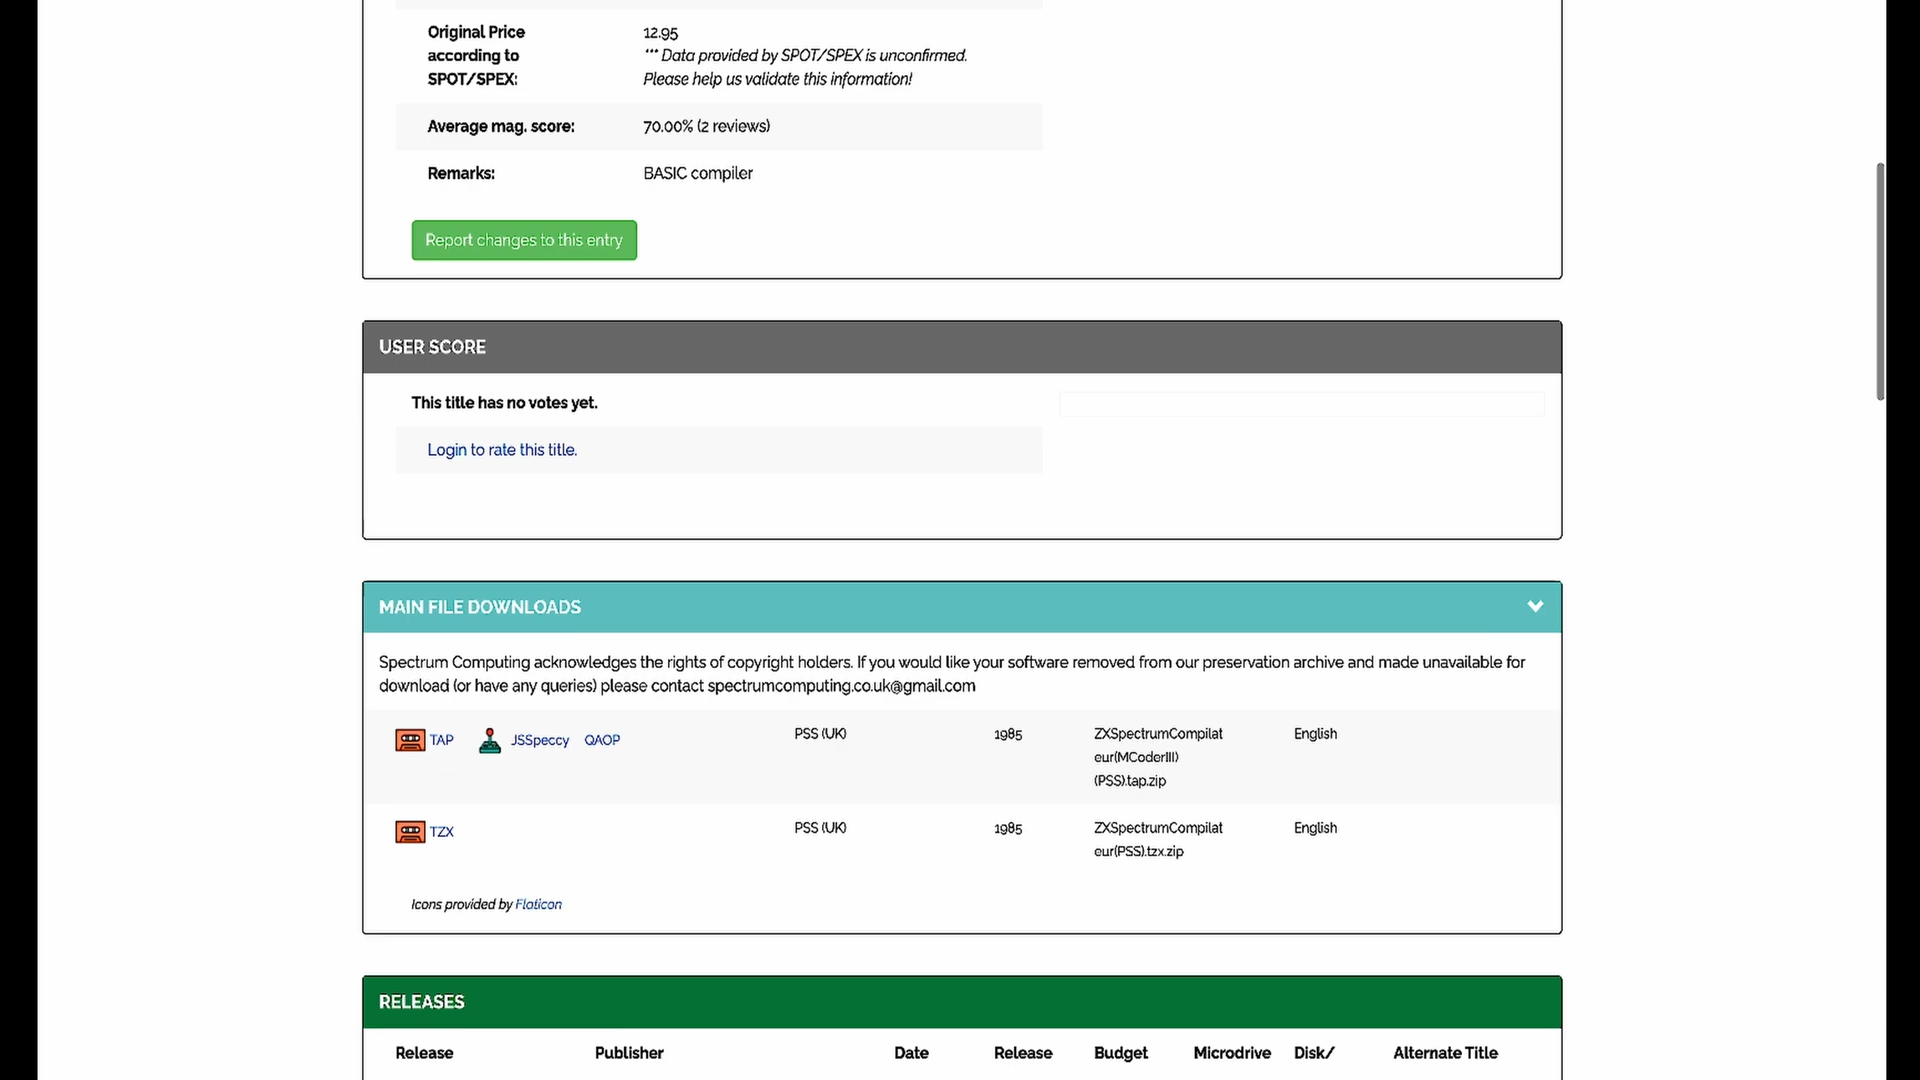 Original Price
according to
SPOT/SPEX:
12.95
*** Data provided by SPOT/SPEX is unconfirmed.
Please help us validate this information!
Average mag. score: 70.00% (2 reviews)
Remarks: BASIC compiler
Report changes to this entry
USER SCORE
This title has no votes yet.
Login to rate this title.
MAIN FILE DOWNLOADS
Spectrum Computing acknowledges the rights of copyright holders. If you would like your software removed from our preservation archive and made unavailable for
download (or have any queries) please contact spectrumcomputing.co.uk@gmail.com
TAP JSSpeccy QAOP PSS (UK) 1985 ZXSpectrumCompilat English
eur(MCoderIII)
(PSS).tap.zip
TZX PSS (UK) 1985 ZXSpectrumCompilat English
eur(PSS).tzx.zip
Icons provided by Flaticon
RELEASES
Release Publisher Date Release Budget Microdrive Disk/ Alternate Title